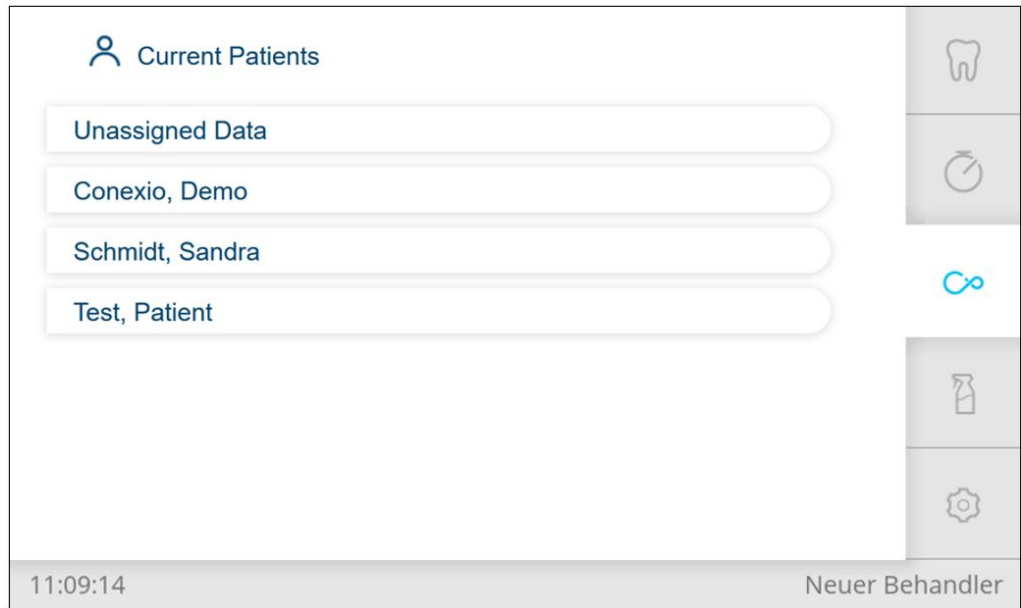 Current Patients
Unassigned Data
Conexio, Demo
Schmidt, Sandra
Test, Patient
11:09:14
Neuer Behandler